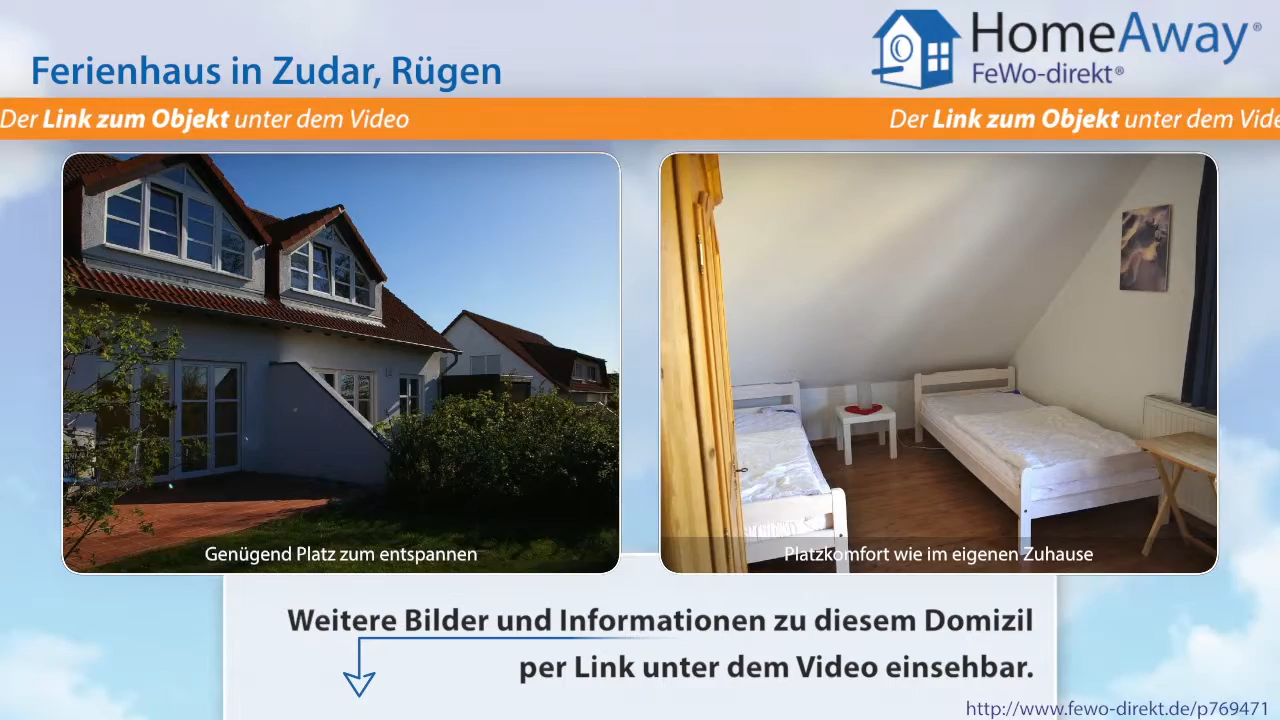 Ferienhaus in Zudar, Rügen
HomeAway®
FeWo-direkt®
Der Link zum Objekt unter dem Video
Der Link zum Objekt unter dem Vide
Genügend Platz zum entspannen
Platzkomfort wie im eigenen Zuhause
Weitere Bilder und Informationen zu diesem Domizil
per Link unter dem Video einsehbar.
http://www.fewo-direkt.de/p769471